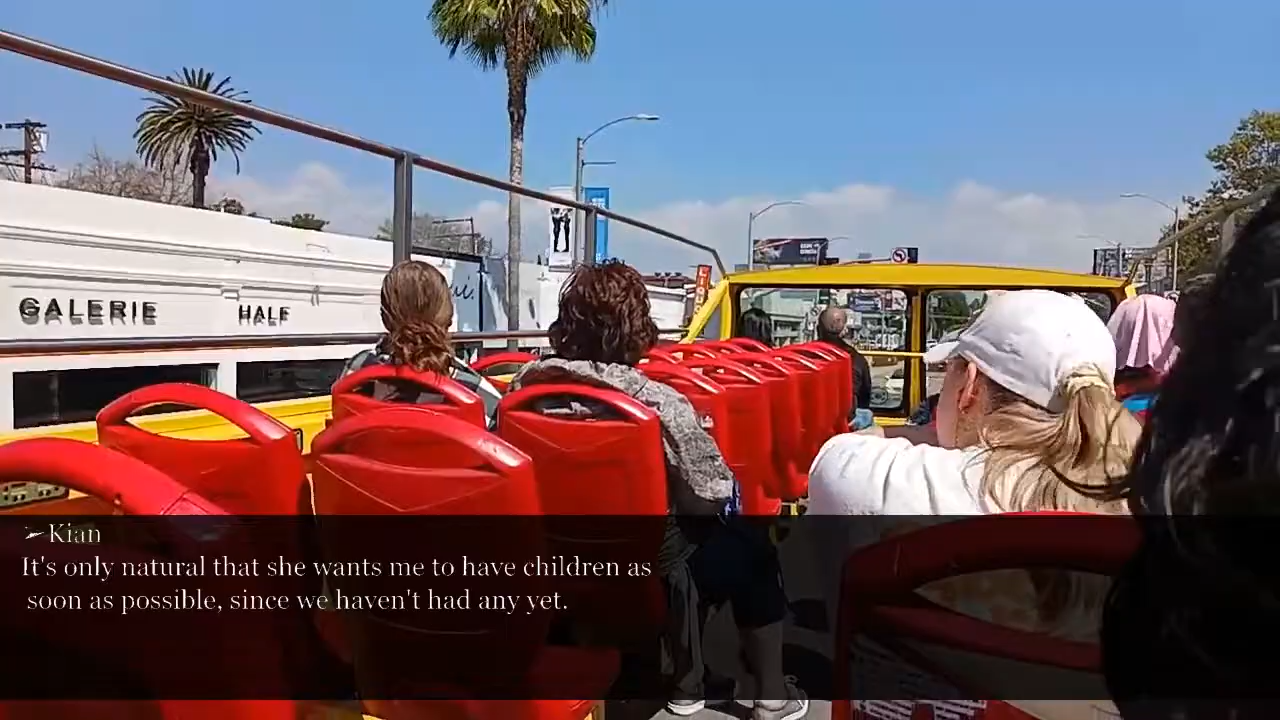 GALERIE HALF
Kian
It's only natural that she wants me to have children as
soon as possible, since we haven't had any yet.